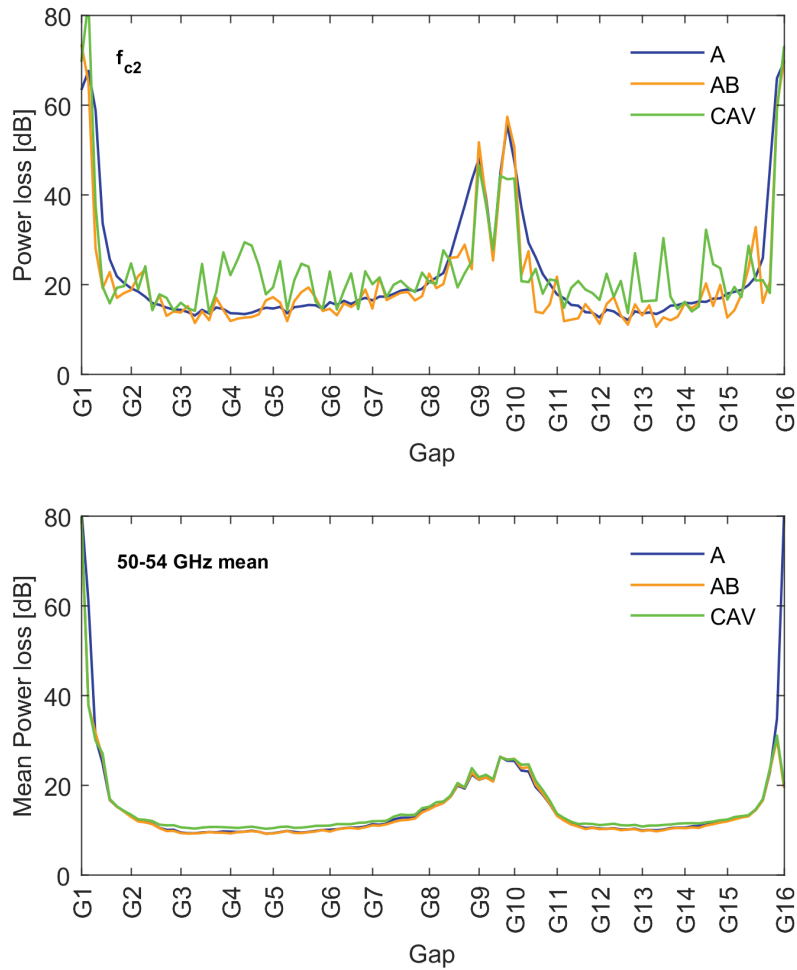 80
60
40
20
0
Power loss [dB]
f_c2
A
AB
CAV
G1
G2
G3
G4
G5
G6
G7
G8
G9
G10
G11
G12
G13
G14
G15
G16
Gap
80
60
40
20
0
Mean Power loss [dB]
50-54 GHz mean
A
AB
CAV
G1
G2
G3
G4
G5
G6
G7
G8
G9
G10
G11
G12
G13
G14
G15
G16
Gap